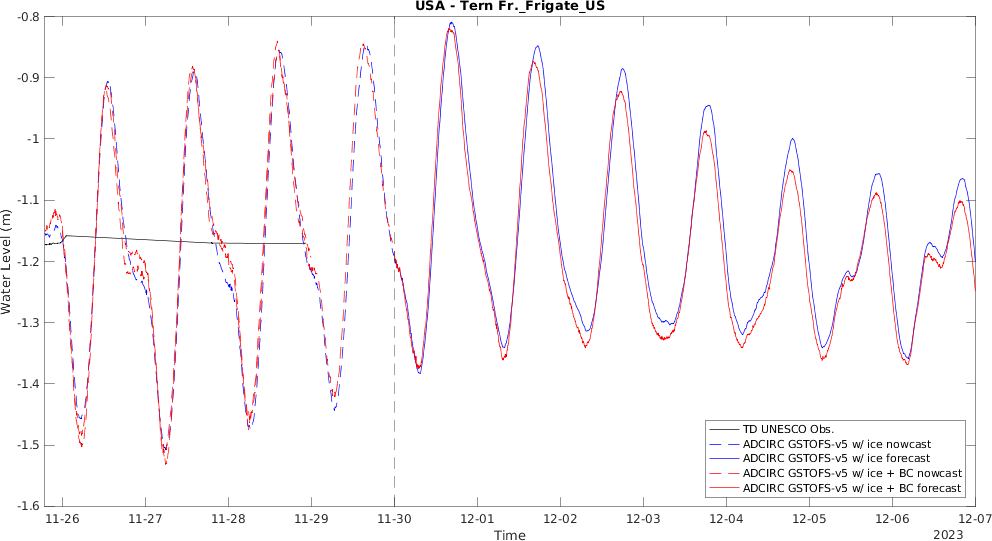 USA - Tern Fr._Frigate_US
Water Level (m)
-0.8
-0.9
-1
-1.1
-1.2
-1.3
-1.4
-1.5
-1.6
TD UNESCO Obs.
ADCIRC GSTOFS-v5 w/ ice nowcast
ADCIRC GSTOFS-v5 w/ ice forecast
ADCIRC GSTOFS-v5 w/ ice + BC nowcast
ADCIRC GSTOFS-v5 w/ ice + BC forecast
11-26 11-27 11-28 11-29 11-30 12-01 12-02 12-03 12-04 12-05 12-06 12-07
Time
2023